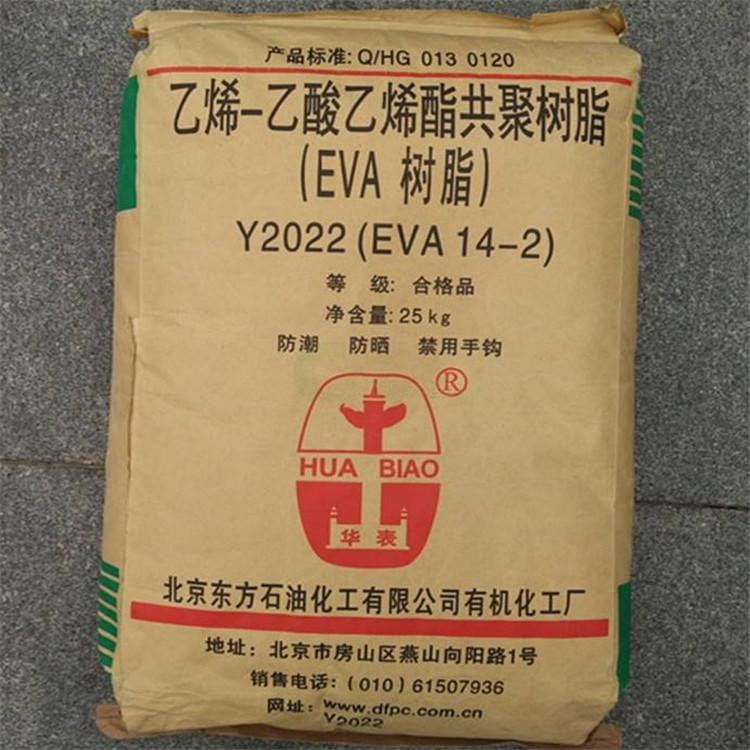 产品标准: Q/HG 013 0120
乙烯-乙酸乙烯酯共聚树脂
(EVA 树脂)
Y2022 (EVA 14-2)
等 级: 合格品
净含量: 25kg
防潮 防晒 禁用手钩
®
HUA BIAO
华表
北京东方石油化工有限公司有机化工厂
地址: 北京市房山区燕山向阳路1号
销售电话: (010) 61507936
网址: www.dfpc.com.cn
Y2022